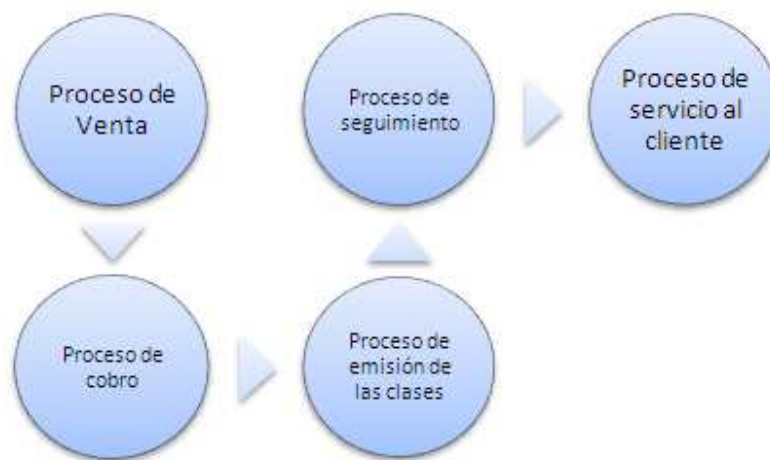 Proceso de
Venta
Proceso de
cobro
Proceso de
emisión de
las clases
Proceso de
seguimiento
Proceso de
servicio al
cliente